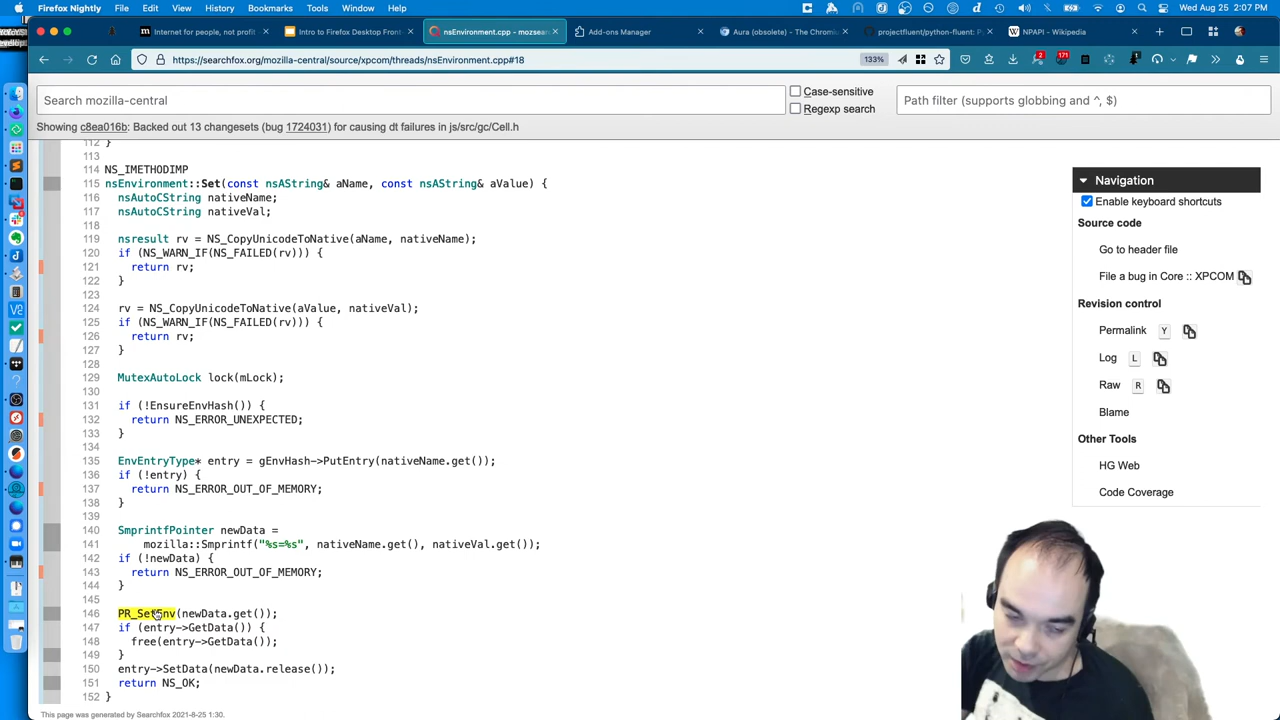 Firefox Nightly File Edit View History Bookmarks Profiles Tools Window Help Wed Aug 25 2:07 PM
Internet for people, not profit
Intro to Firefox Desktop Front-
nsEnvironment.cpp - mozsear
Add-ons Manager
Aura (obsolete) - The Chromiu
projectfluent/python-fluent: P
NPAPI - Wikipedia
https://searchfox.org/mozilla-central/source/xpcom/threads/nsEnvironment.cpp#18
133%
2
171
Search mozilla-central
Case-sensitive
Regexp search
Path filter (supports globbing and ^, $)
Showing c8ea016b: Backed out 13 changesets (bug 1724031) for causing dt failures in js/src/gc/Cell.h
112 }
113
114 NS_IMETHODIMP
115 nsEnvironment::Set(const nsAString& aName, const nsAString& aValue) {
116 nsAutoCString nativeName;
117 nsAutoCString nativeVal;
118
119 nsresult rv = NS_CopyUnicodeToNative(aName, nativeName);
120 if (NS_WARN_IF(NS_FAILED(rv))) {
121 return rv;
122 }
123
124 rv = NS_CopyUnicodeToNative(aValue, nativeVal);
125 if (NS_WARN_IF(NS_FAILED(rv))) {
126 return rv;
127 }
128
129 MutexAutoLock lock(mLock);
130
131 if (!EnsureEnvHash()) {
132 return NS_ERROR_UNEXPECTED;
133 }
134
135 EnvEntryType* entry = gEnvHash->PutEntry(nativeName.get());
136 if (!entry) {
137 return NS_ERROR_OUT_OF_MEMORY;
138 }
139
140 SmprintfPointer newData =
141 mozilla::Smprintf("%s=%s", nativeName.get(), nativeVal.get());
142 if (!newData) {
143 return NS_ERROR_OUT_OF_MEMORY;
144 }
145
146 PR_SetEnv(newData.get());
147 if (entry->GetData()) {
148 free(entry->GetData());
149 }
150 entry->SetData(newData.release());
151 return NS_OK;
152 }
Navigation
Enable keyboard shortcuts
Source code
Go to header file
File a bug in Core :: XPCOM
Revision control
Permalink Y
Log L
Raw R
Blame
Other Tools
HG Web
Code Coverage
This page was generated by Searchfox 2021-8-25 1:30.